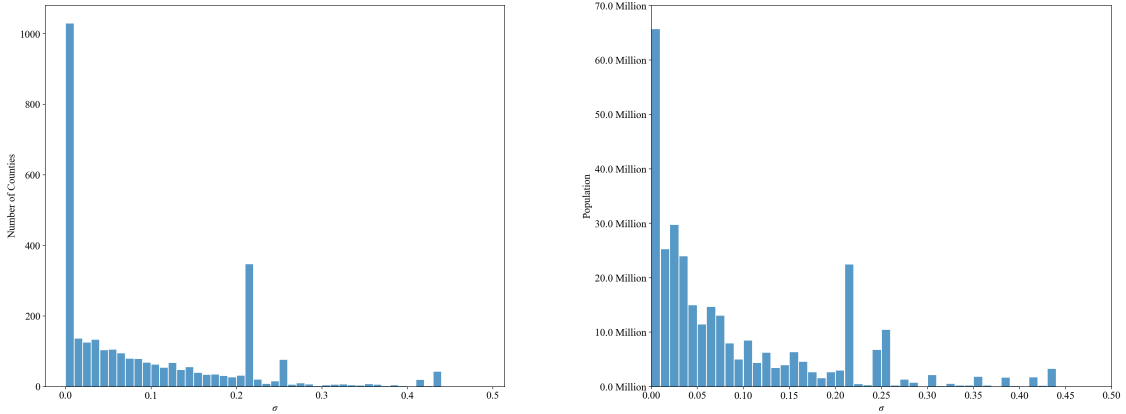 1000
800
600
400
200
0
Number of Counties
0.0 0.1 0.2 0.3 0.4 0.5
σ
70.0 Million
60.0 Million
50.0 Million
40.0 Million
30.0 Million
20.0 Million
10.0 Million
0.0 Million
Population
0.00 0.05 0.10 0.15 0.20 0.25 0.30 0.35 0.40 0.45 0.50
σ